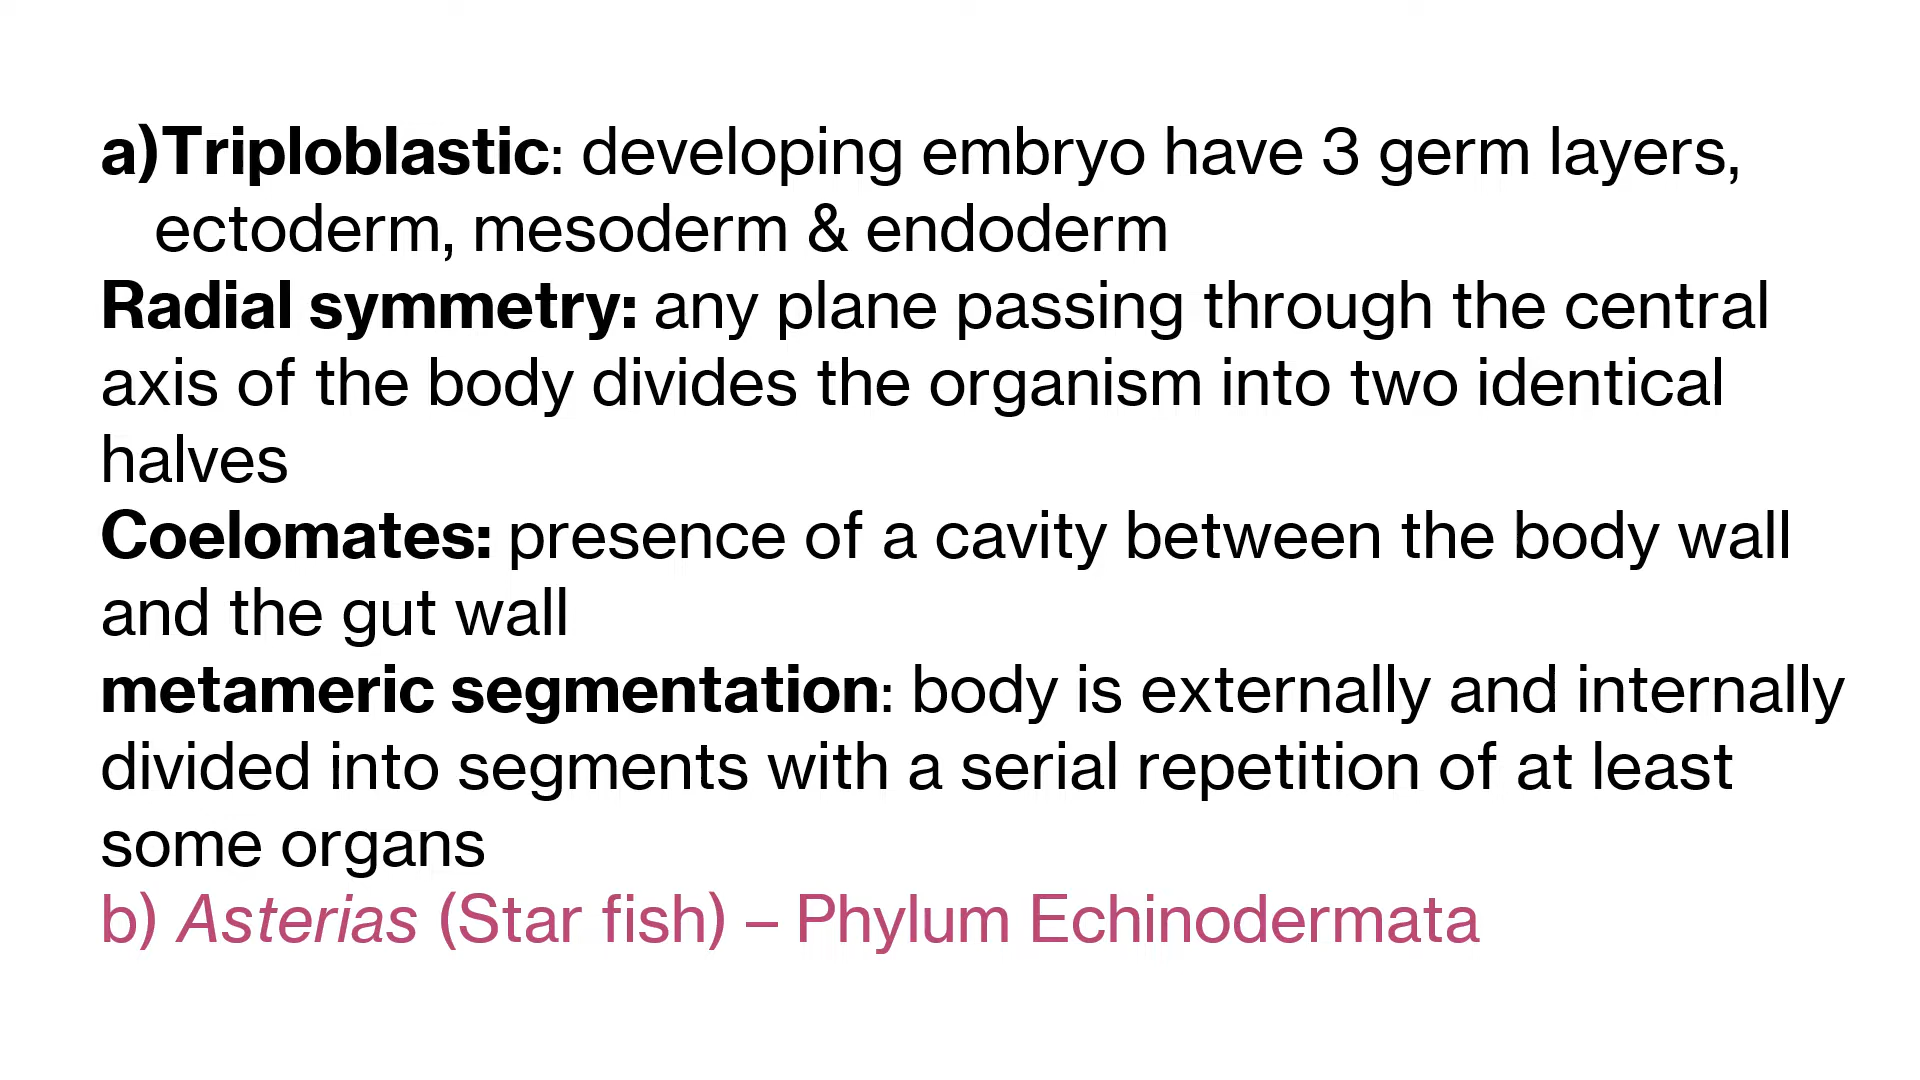 a)Triploblastic: developing embryo have 3 germ layers,
ectoderm, mesoderm & endoderm
Radial symmetry: any plane passing through the central
axis of the body divides the organism into two identical
halves
Coelomates: presence of a cavity between the body wall
and the gut wall
metameric segmentation: body is externally and internally
divided into segments with a serial repetition of at least
some organs
b) Asterias (Star fish) – Phylum Echinodermata